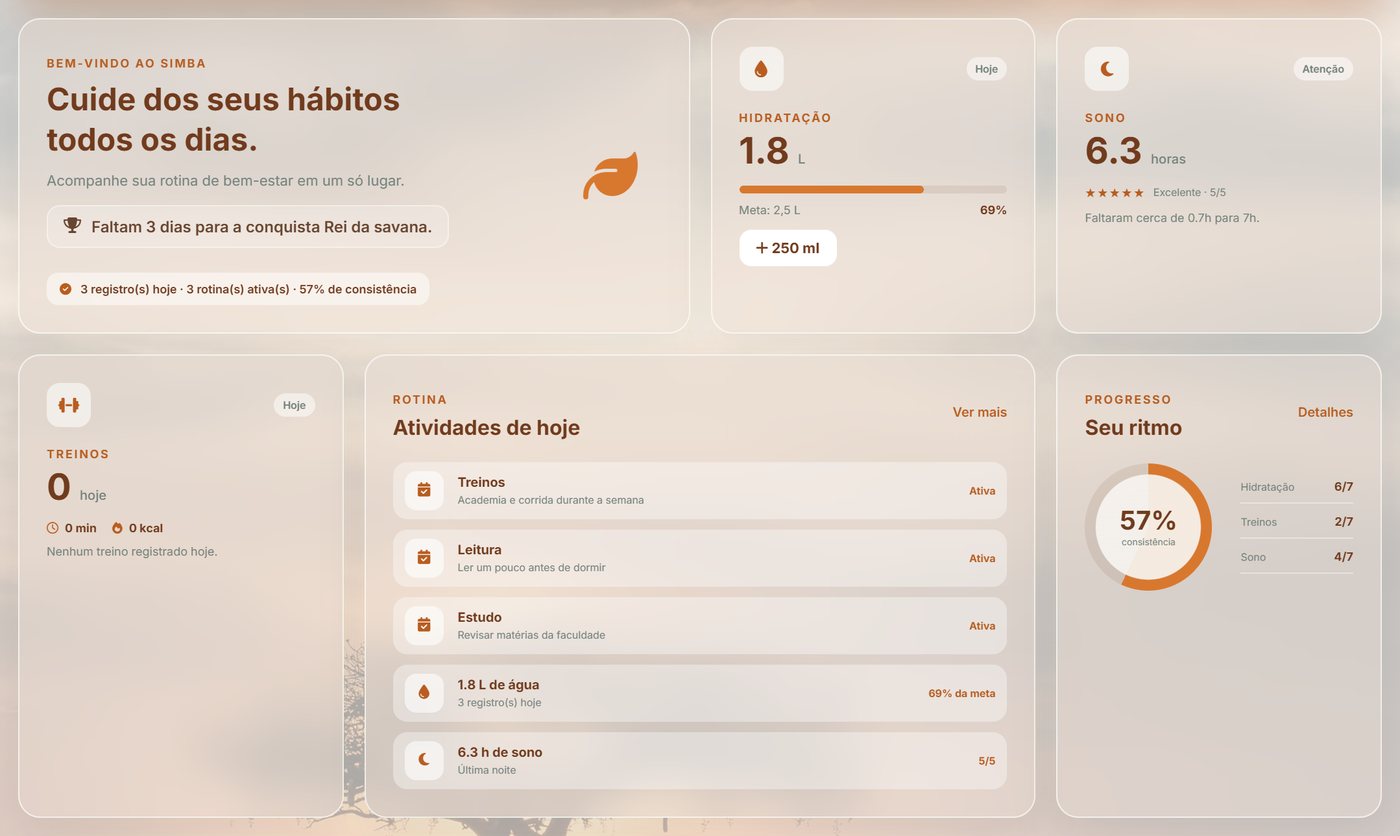 BEM-VINDO AO SIMBA
Cuide dos seus hábitos
todos os dias.
Acompanhe sua rotina de bem-estar em um só lugar.
Faltam 3 dias para a conquista Rei da savana.
3 registro(s) hoje · 3 rotina(s) ativa(s) · 57% de consistência
Hoje
HIDRATAÇÃO
1.8 L
Meta: 2,5 L 69%
+ 250 ml
Atenção
SONO
6.3 horas
★★★★★ Excelente · 5/5
Faltaram cerca de 0.7h para 7h.
Hoje
TREINOS
0 hoje
0 min 0 kcal
Nenhum treino registrado hoje.
ROTINA
Atividades de hoje
Ver mais
Treinos
Academia e corrida durante a semana
Ativa
Leitura
Ler um pouco antes de dormir
Ativa
Estudo
Revisar matérias da faculdade
Ativa
1.8 L de água
3 registro(s) hoje
69% da meta
6.3 h de sono
Última noite
5/5
PROGRESSO
Seu ritmo
Detalhes
57%
consistência
Hidratação 6/7
Treinos 2/7
Sono 4/7